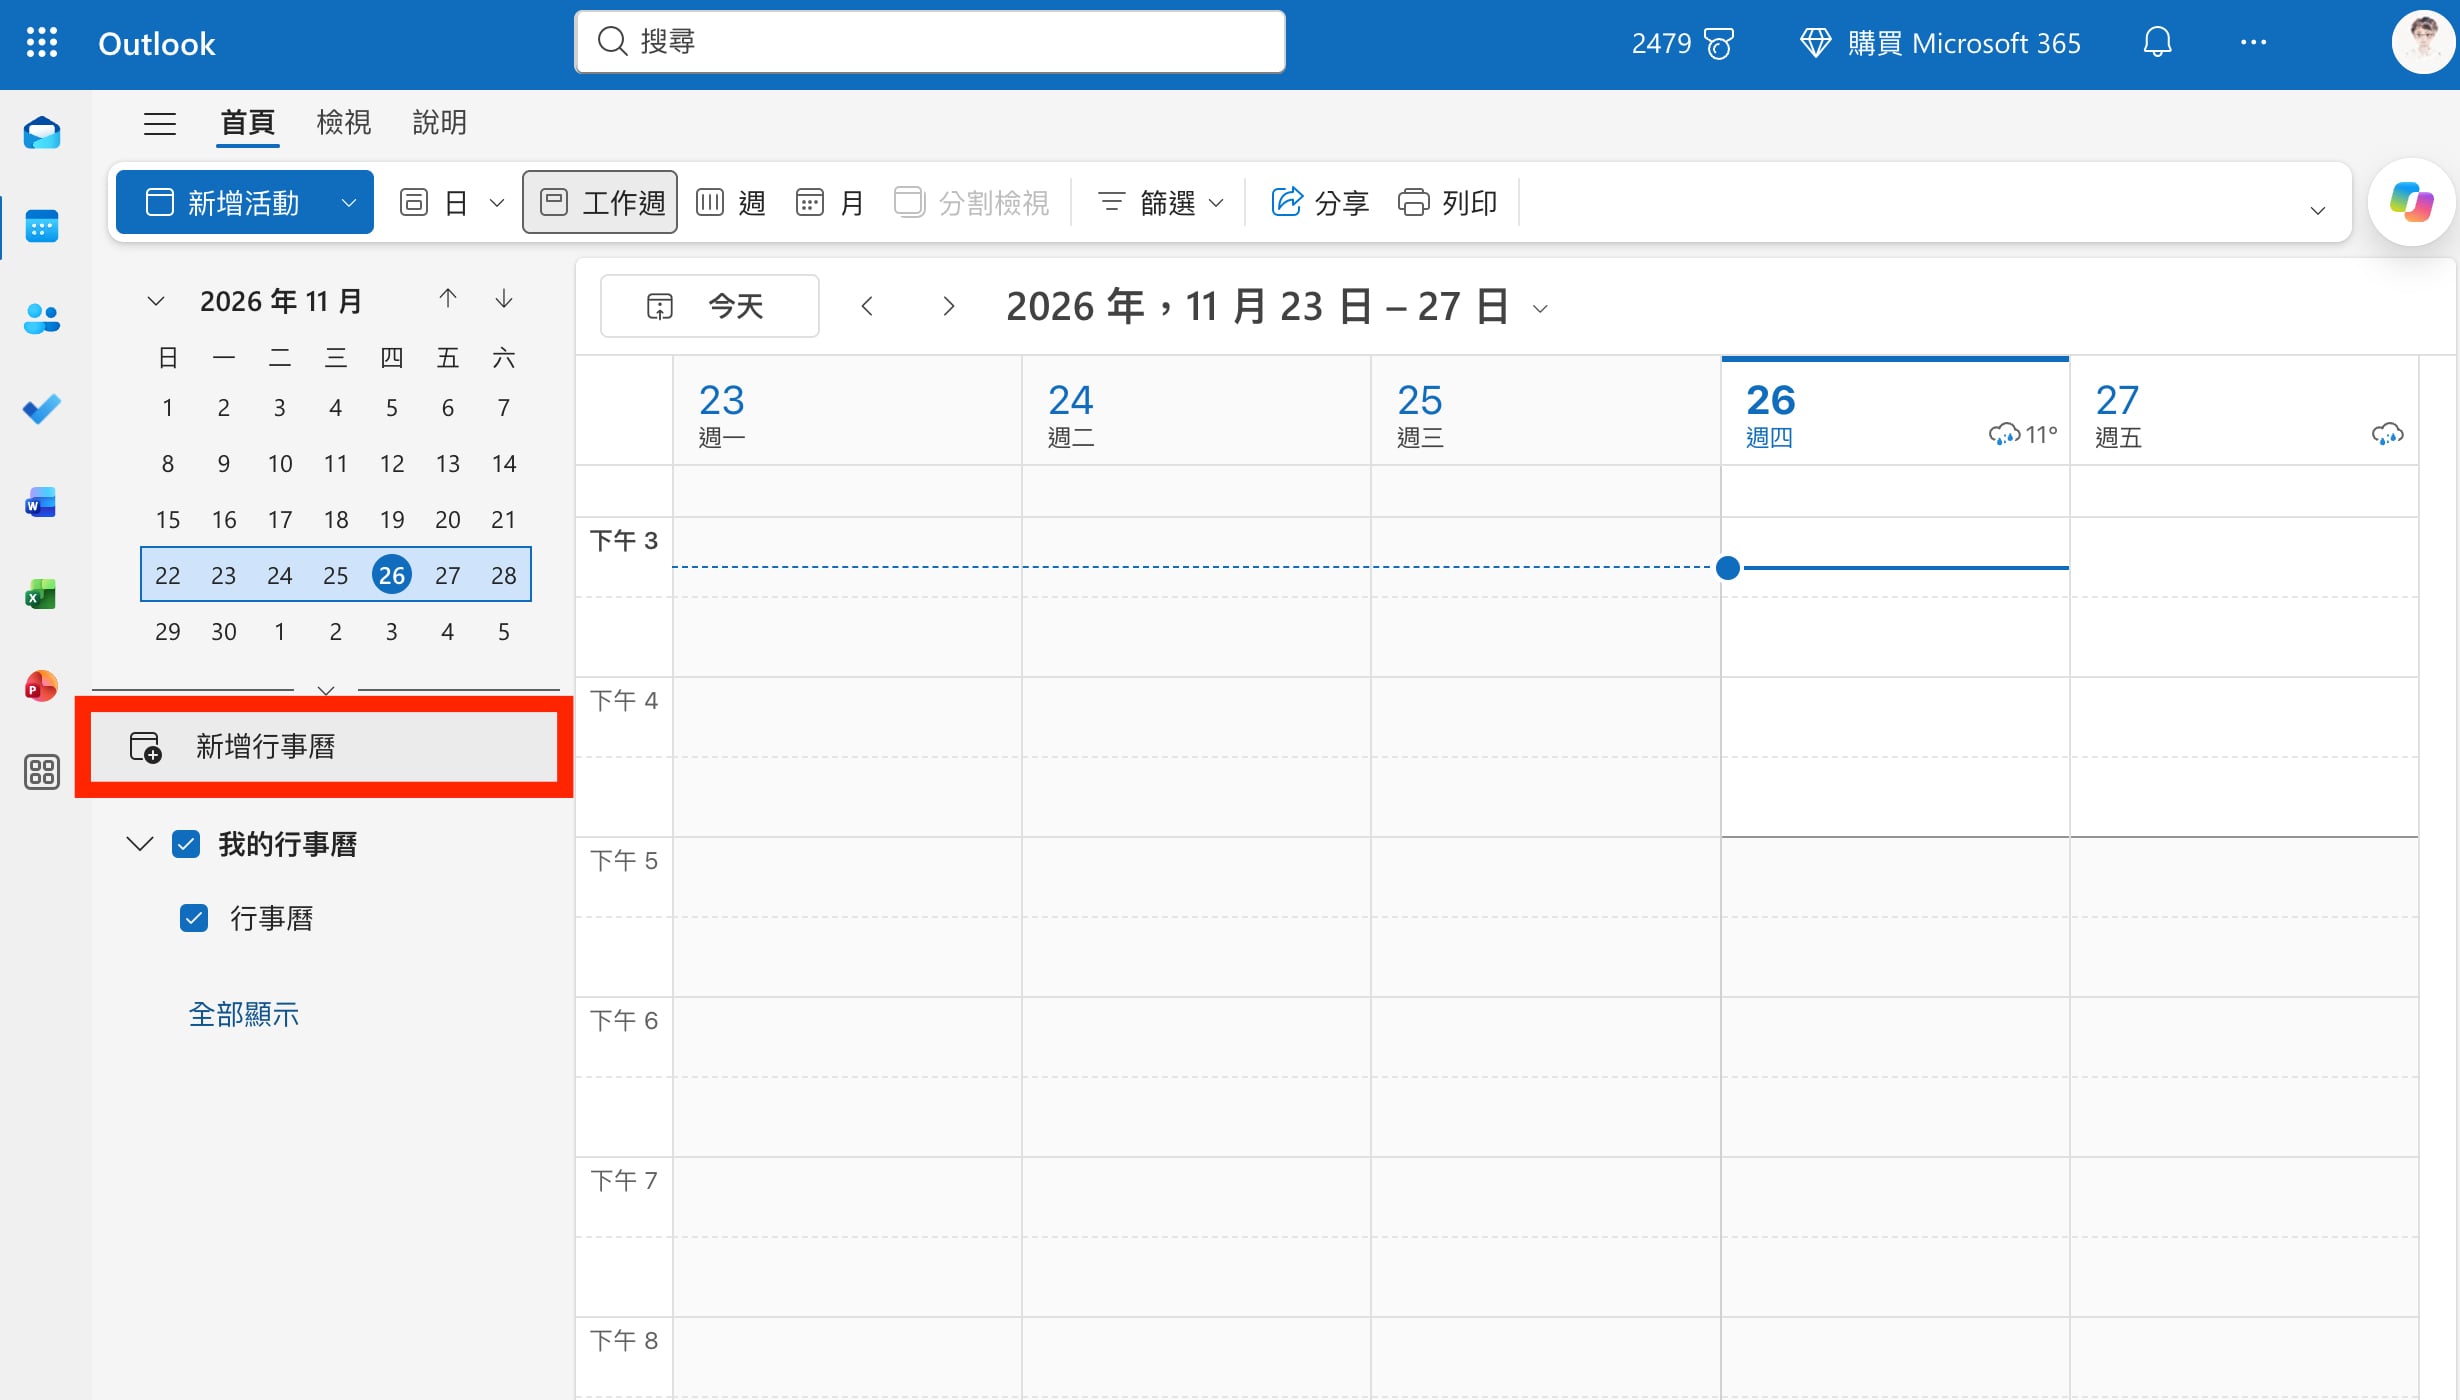 Outlook
搜尋
2479
購買 Microsoft 365
首頁 檢視 說明
新增活動 日 工作週 週 月 分割檢視 篩選 分享 列印
2026 年 11 月
日 一 二 三 四 五 六
1 2 3 4 5 6 7
8 9 10 11 12 13 14
15 16 17 18 19 20 21
22 23 24 25 26 27 28
29 30 1 2 3 4 5
新增行事曆
我的行事曆
行事曆
全部顯示
今天
2026 年，11 月 23 日 – 27 日
23 24 25 26 27
週一 週二 週三 週四 11° 週五
下午 3
下午 4
下午 5
下午 6
下午 7
下午 8
W
X
P